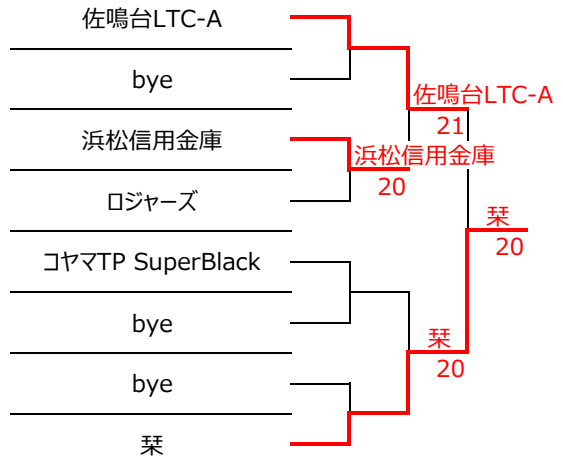 佐鳴台LTC-A
bye
佐鳴台LTC-A
21
浜松信用金庫
浜松信用金庫
20
ロジャーズ
栞
20
コヤマTP SuperBlack
bye
栞
20
bye
栞